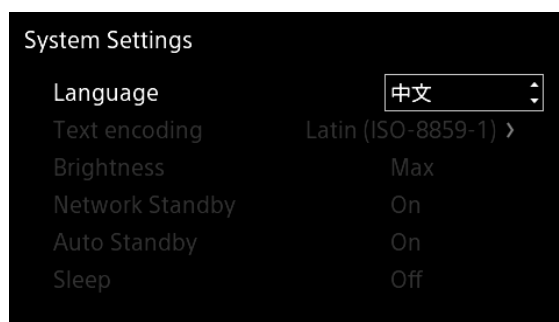 System Settings
Language 中文
Text encoding Latin (ISO-8859-1)
Brightness Max
Network Standby On
Auto Standby On
Sleep Off